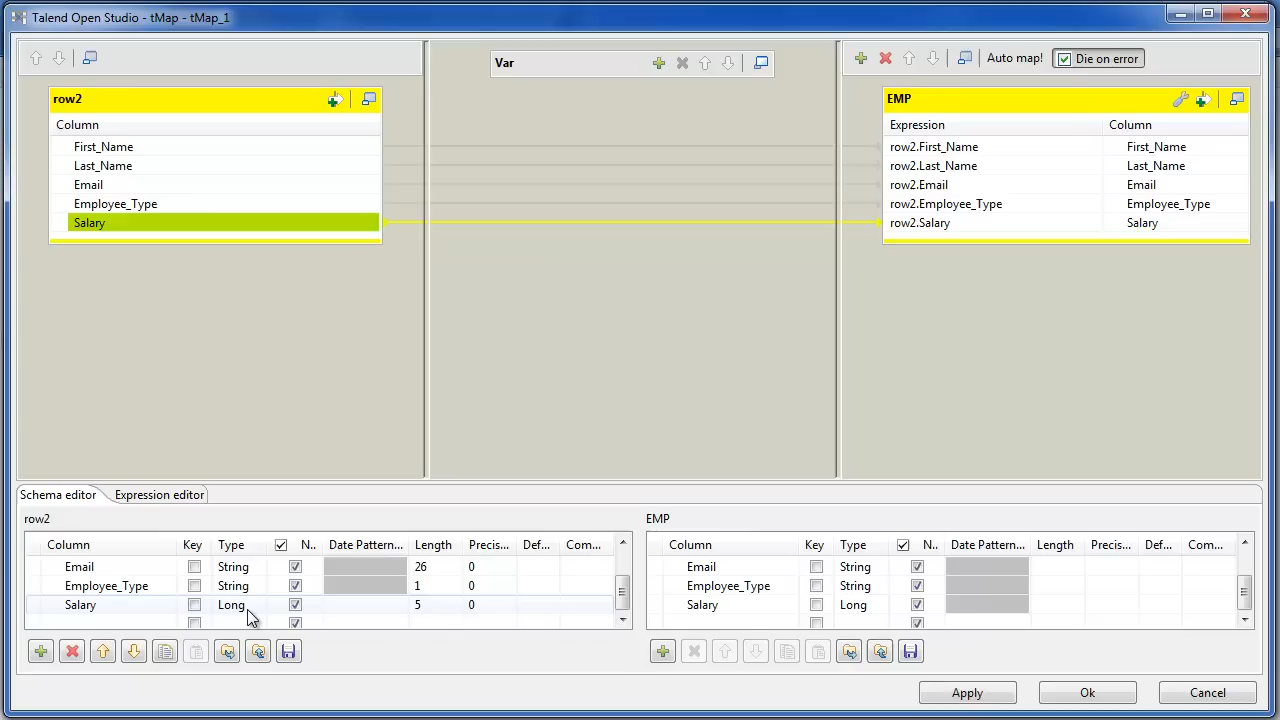 Talend Open Studio - tMap - tMap_1
Var
Auto map!
Die on error
row2
Column
First_Name
Last_Name
Email
Employee_Type
Salary
EMP
Expression Column
row2.First_Name First_Name
row2.Last_Name Last_Name
row2.Email Email
row2.Employee_Type Employee_Type
row2.Salary Salary
Schema editor Expression editor
row2
Column Key Type N.. Date Pattern... Length Precis... Def... Com...
Email String 26 0
Employee_Type String 1 0
Salary Long 5 0
EMP
Column Key Type N.. Date Pattern... Length Precis... Def... Com...
Email String
Employee_Type String
Salary Long
Apply Ok Cancel